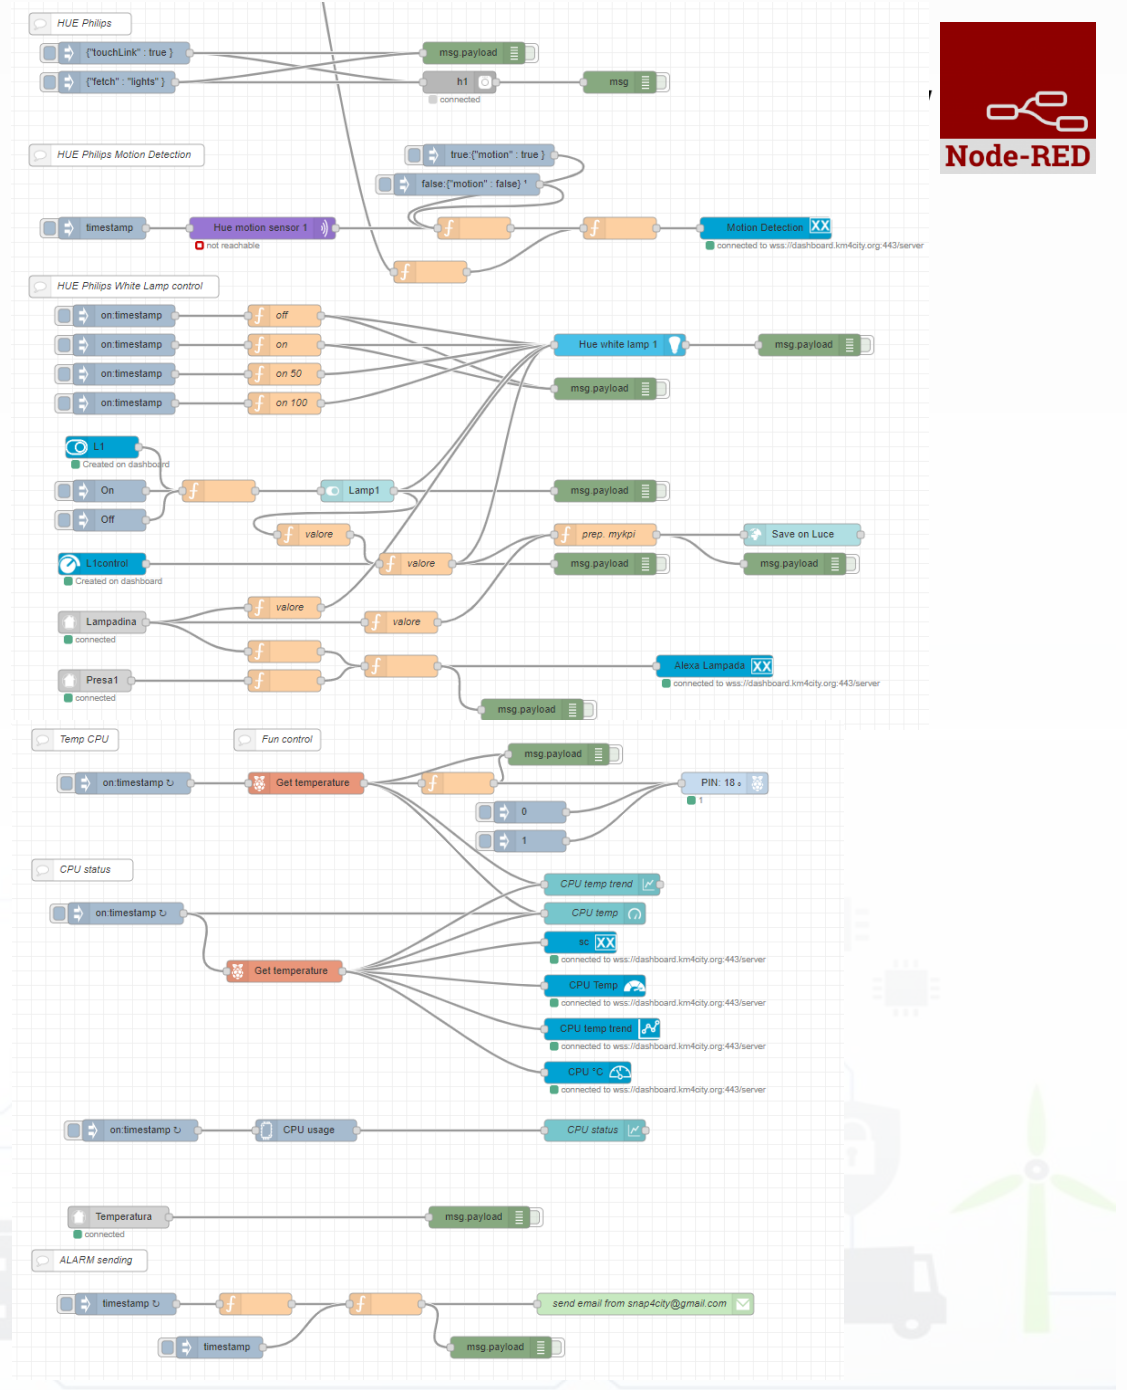 HUE Philips
{"touchLink" : true }
msg.payload
{"fetch" : "lights" }
h1
msg
connected
Node-RED
HUE Philips Motion Detection
true:{"motion" : true }
false:{"motion" : false} '
timestamp
Hue motion sensor 1
Motion Detection
XX
not reachable
connected to wss://dashboard.km4city.org:443/server
HUE Philips White Lamp control
on:timestamp
off
on:timestamp
on
Hue white lamp 1
msg.payload
on:timestamp
on 50
msg.payload
on:timestamp
on 100
L1
Created on dashboard
On
Lamp1
msg.payload
Off
valore
prep. mykpi
Save on Luce
L1control
valore
msg.payload
msg.payload
Created on dashboard
valore
Lampadina
valore
connected
Alexa Lampada
XX
Presa1
connected to wss://dashboard.km4city.org:443/server
connected
msg.payload
Temp CPU
Fun control
msg.payload
on:timestamp ↻
Get temperature
PIN: 18
1
0
1
CPU status
CPU temp trend
on:timestamp ↻
CPU temp
sc
XX
connected to wss://dashboard.km4city.org:443/server
Get temperature
CPU Temp
connected to wss://dashboard.km4city.org:443/server
CPU temp trend
connected to wss://dashboard.km4city.org:443/server
CPU °C
connected to wss://dashboard.km4city.org:443/server
on:timestamp ↻
CPU usage
CPU status
Temperatura
msg.payload
connected
ALARM sending
timestamp ↻
send email from snap4city@gmail.com
timestamp
msg.payload